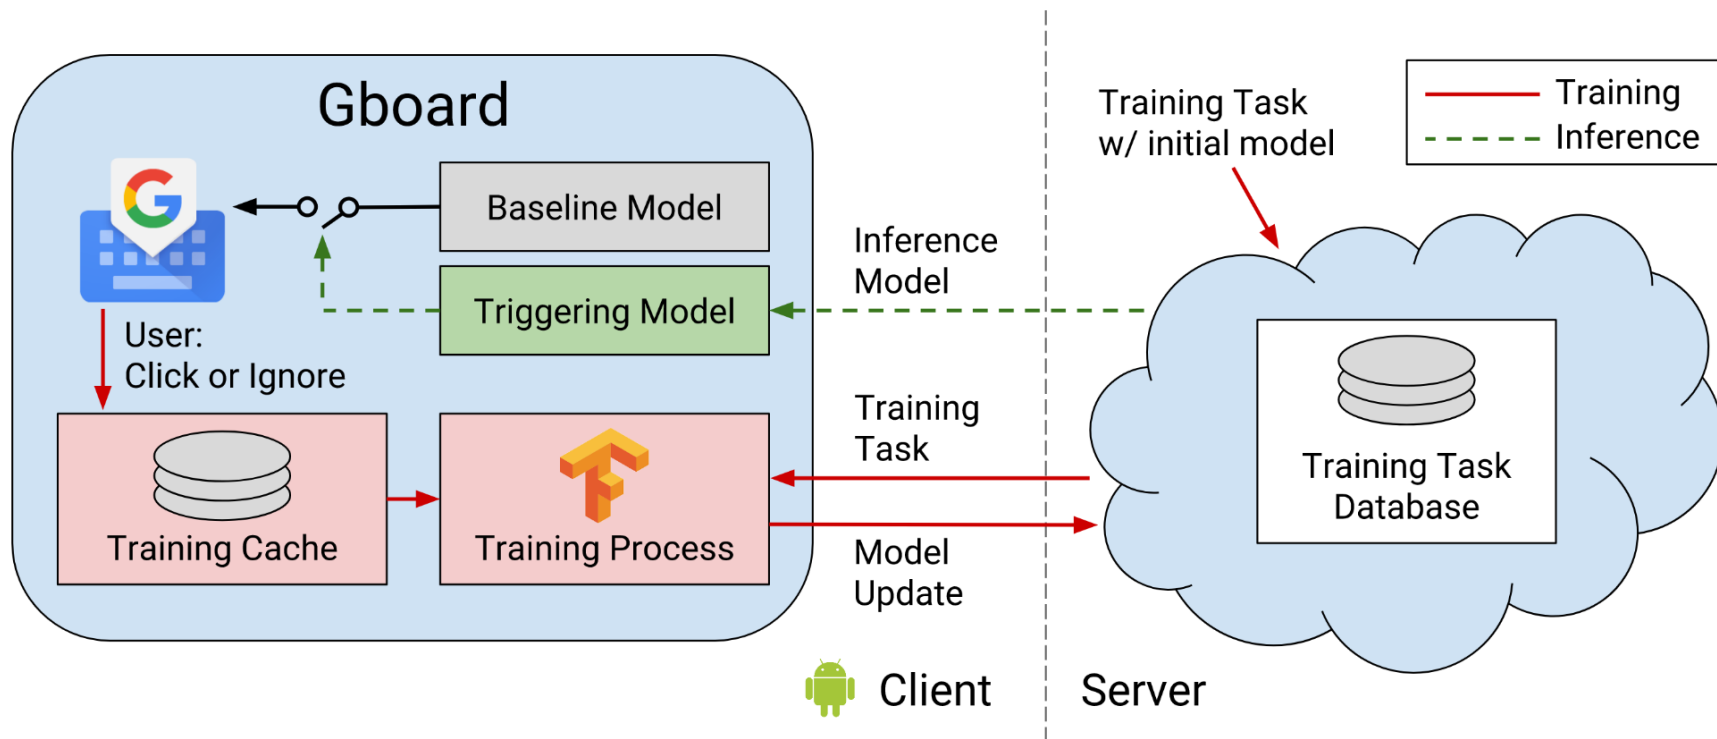 Gboard
Baseline Model
Triggering Model
User:
Click or Ignore
Training Cache
Training Process
Inference
Model
Training
Task
Model
Update
Client
Server
Training Task
w/ initial model
Training
Inference
Training Task
Database